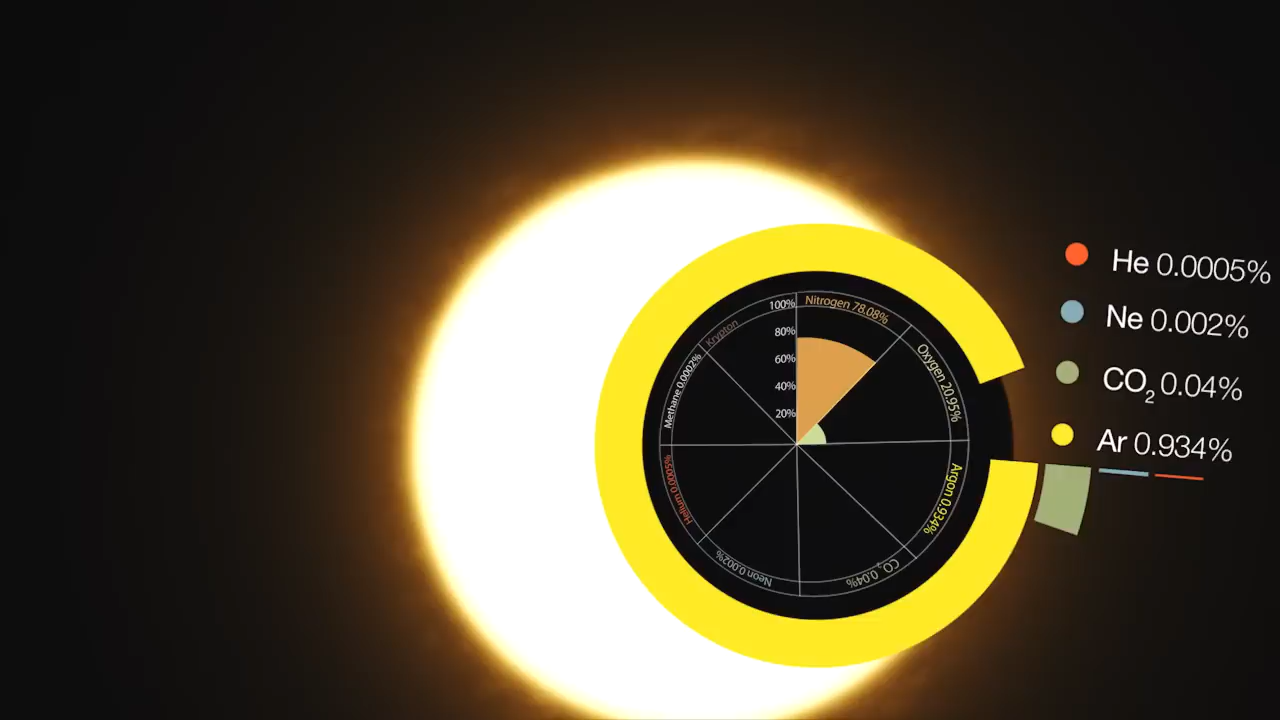 100%
80%
60%
40%
20%
Nitrogen 78.08%
Oxygen 20.95%
Argon 0.934%
CO₂ 0.04%
Neon 0.002%
Helium 0.0005%
Methane 0.0002%
Krypton
He 0.0005%
Ne 0.002%
CO₂ 0.04%
Ar 0.934%